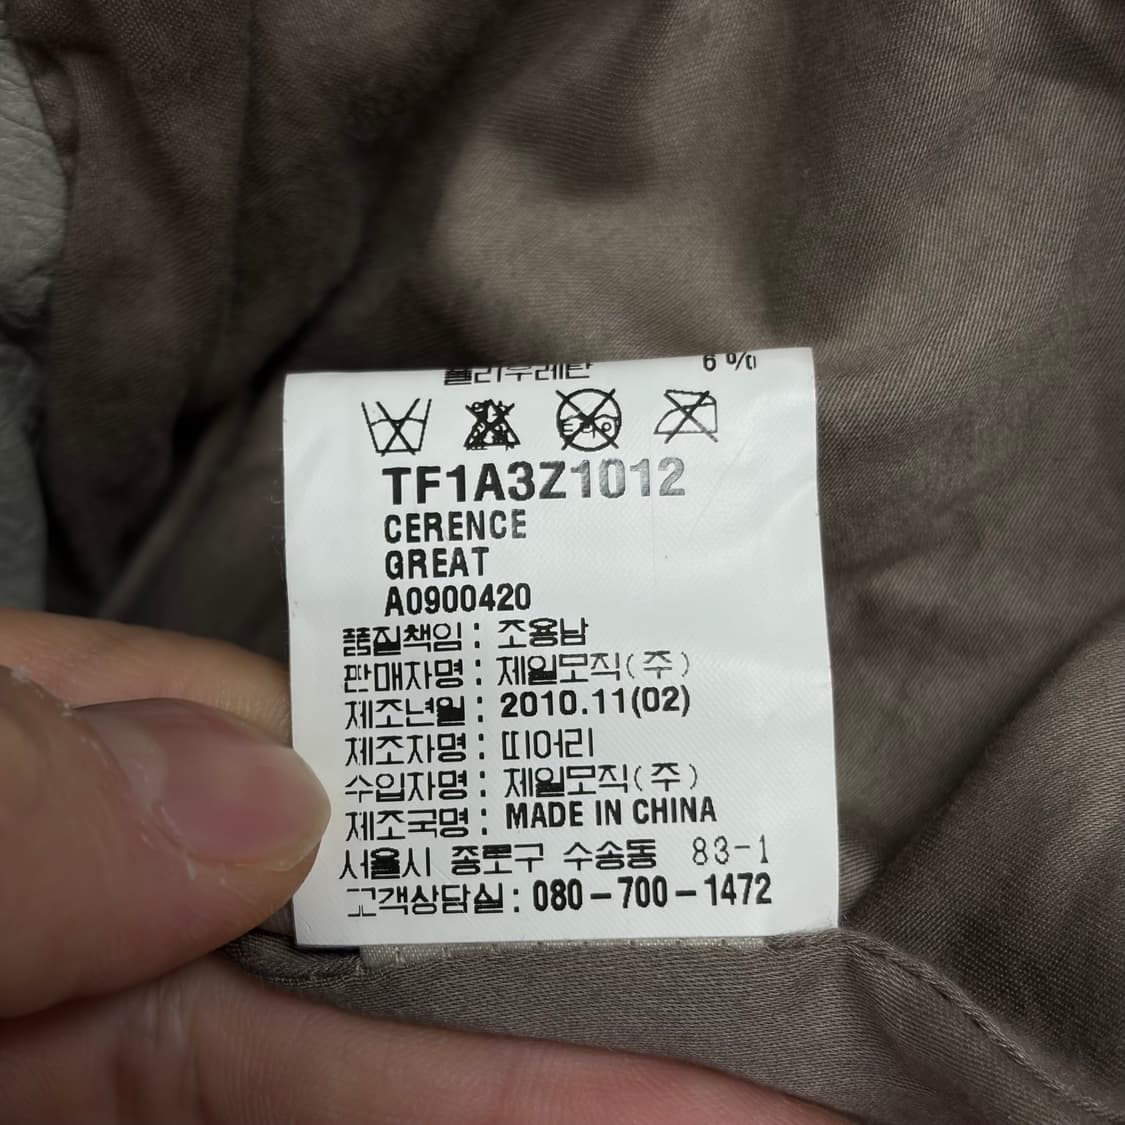 폴리우레탄 6%
TF1A3Z1012
CERENCE
GREAT
A0900420
품질책임 : 조용남
판매자명 : 제일모직(주)
제조년월 : 2010.11(02)
제조자명 : 띠어리
수입자명 : 제일모직(주)
제조국명 : MADE IN CHINA
서울시 종로구 수송동 83-1
고객상담실 : 080-700-1472